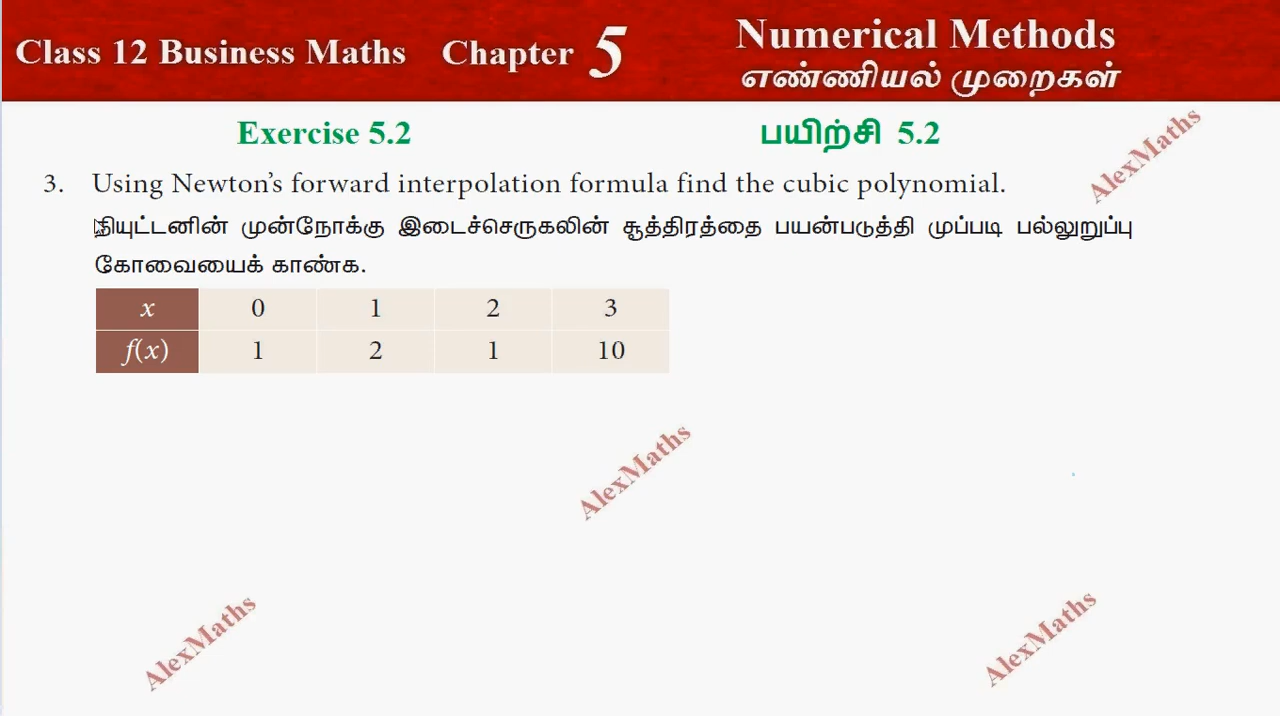 Class 12 Business Maths Chapter 5 Numerical Methods
எண்ணியல் முறைகள்
Exercise 5.2 பயிற்சி 5.2
3. Using Newton's forward interpolation formula find the cubic polynomial.
நியுட்டனின் முன்நோக்கு இடைச்செருகலின் சூத்திரத்தை பயன்படுத்தி முப்படி பல்லுறுப்பு
கோவையைக் காண்க.
x 0 1 2 3
f(x) 1 2 1 10
AlexMaths
AlexMaths
AlexMaths
AlexMaths